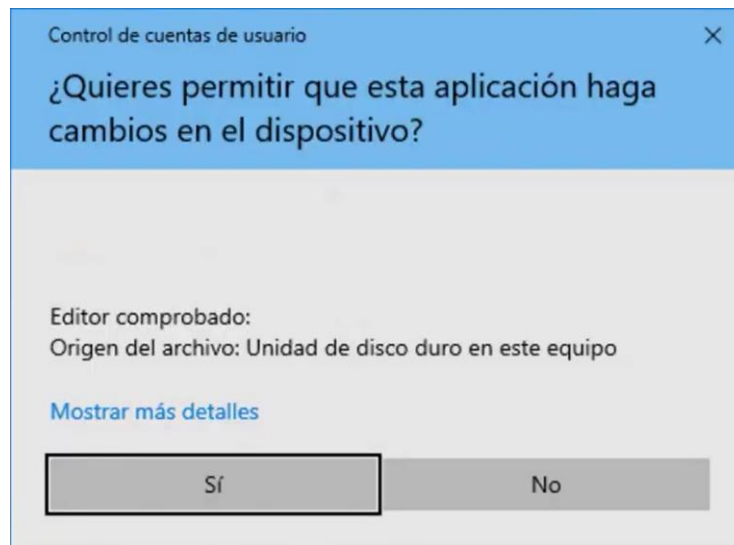 Control de cuentas de usuario
¿Quieres permitir que esta aplicación haga
cambios en el dispositivo?
Editor comprobado:
Origen del archivo: Unidad de disco duro en este equipo
Mostrar más detalles
Sí
No